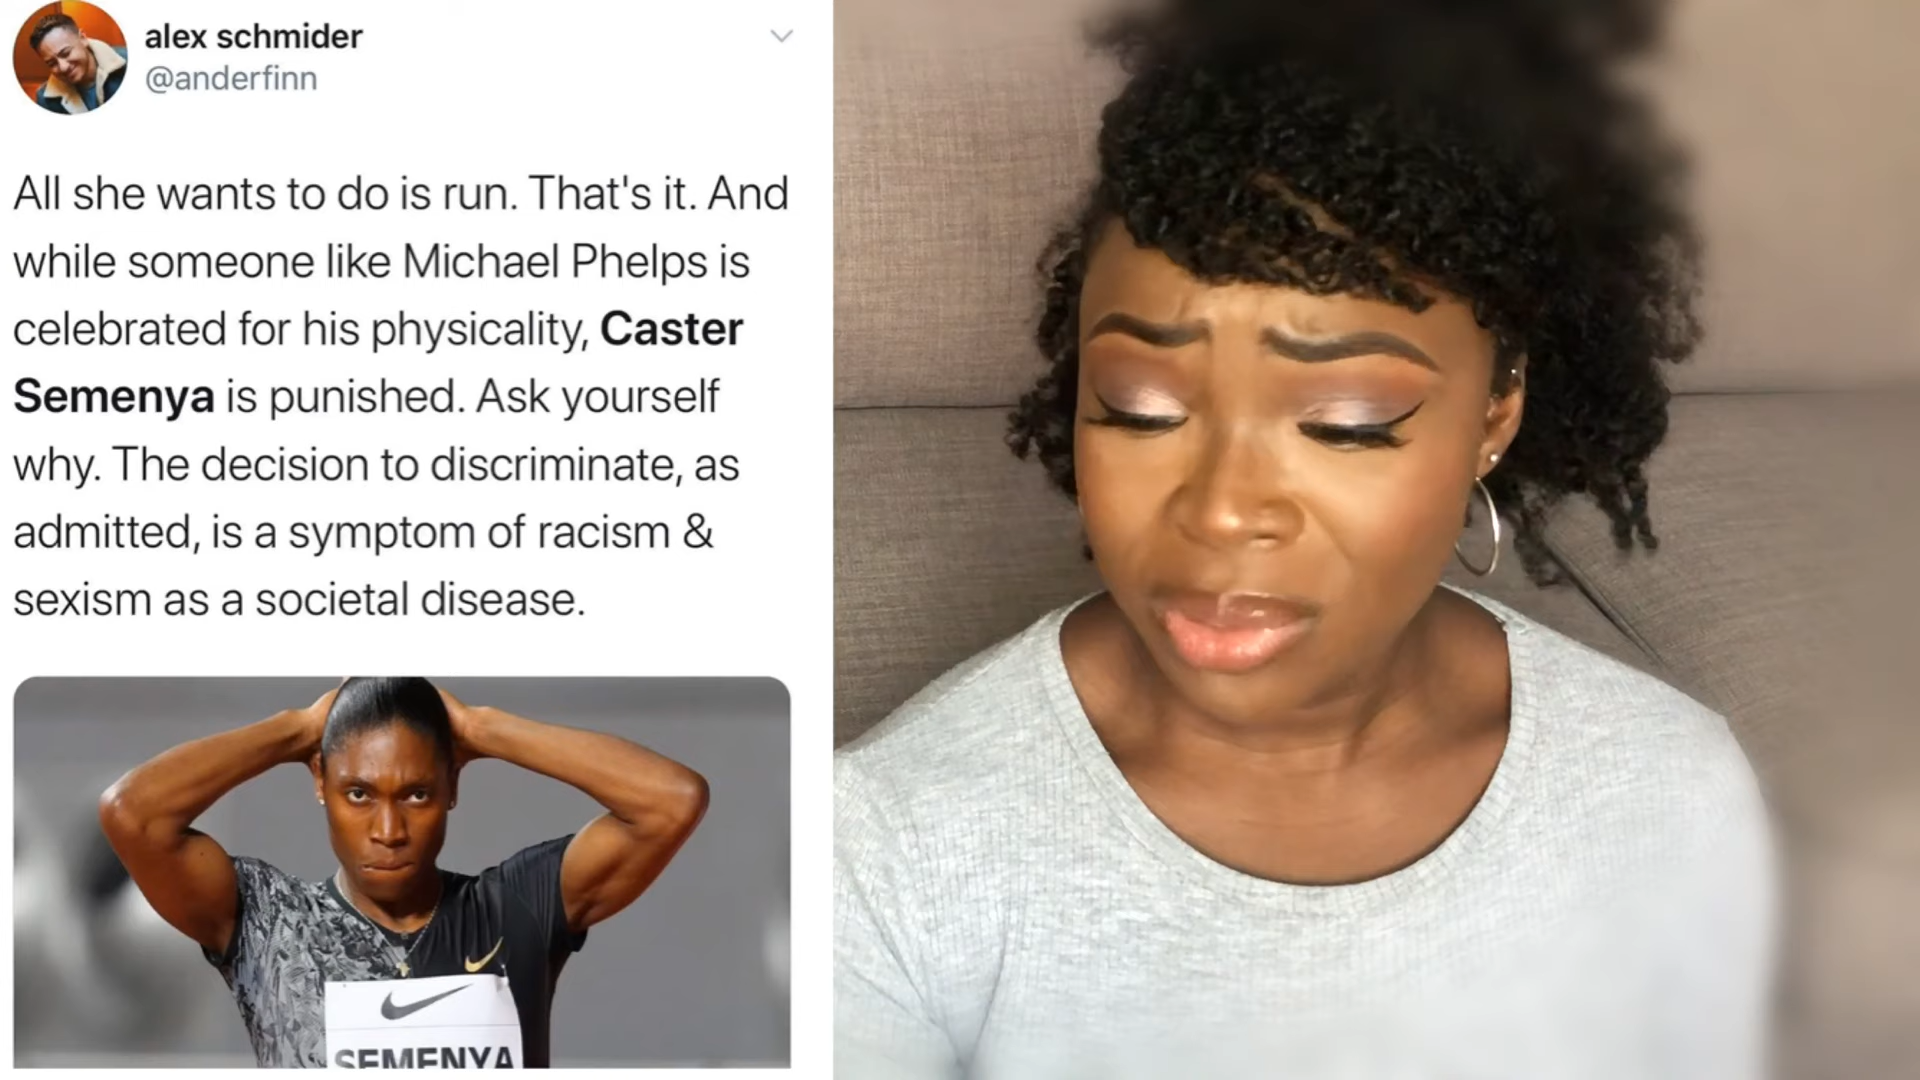 alex schmider
@anderfinn
All she wants to do is run. That's it. And
while someone like Michael Phelps is
celebrated for his physicality, Caster
Semenya is punished. Ask yourself
why. The decision to discriminate, as
admitted, is a symptom of racism &
sexism as a societal disease.
SEMENYA